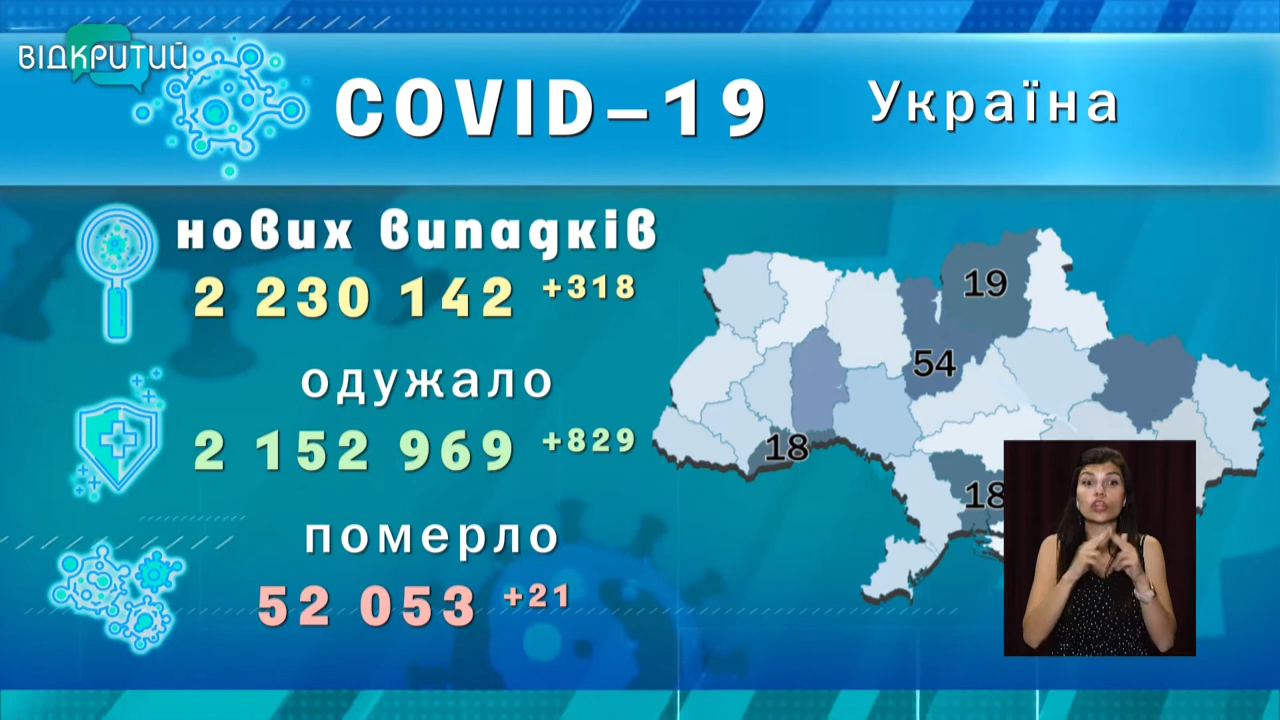 ВІДКРИТИЙ
COVID–19
Україна
нових випадків
2 230 142 +318
одужало
2 152 969 +829
померло
52 053 +21
19
54
18
18